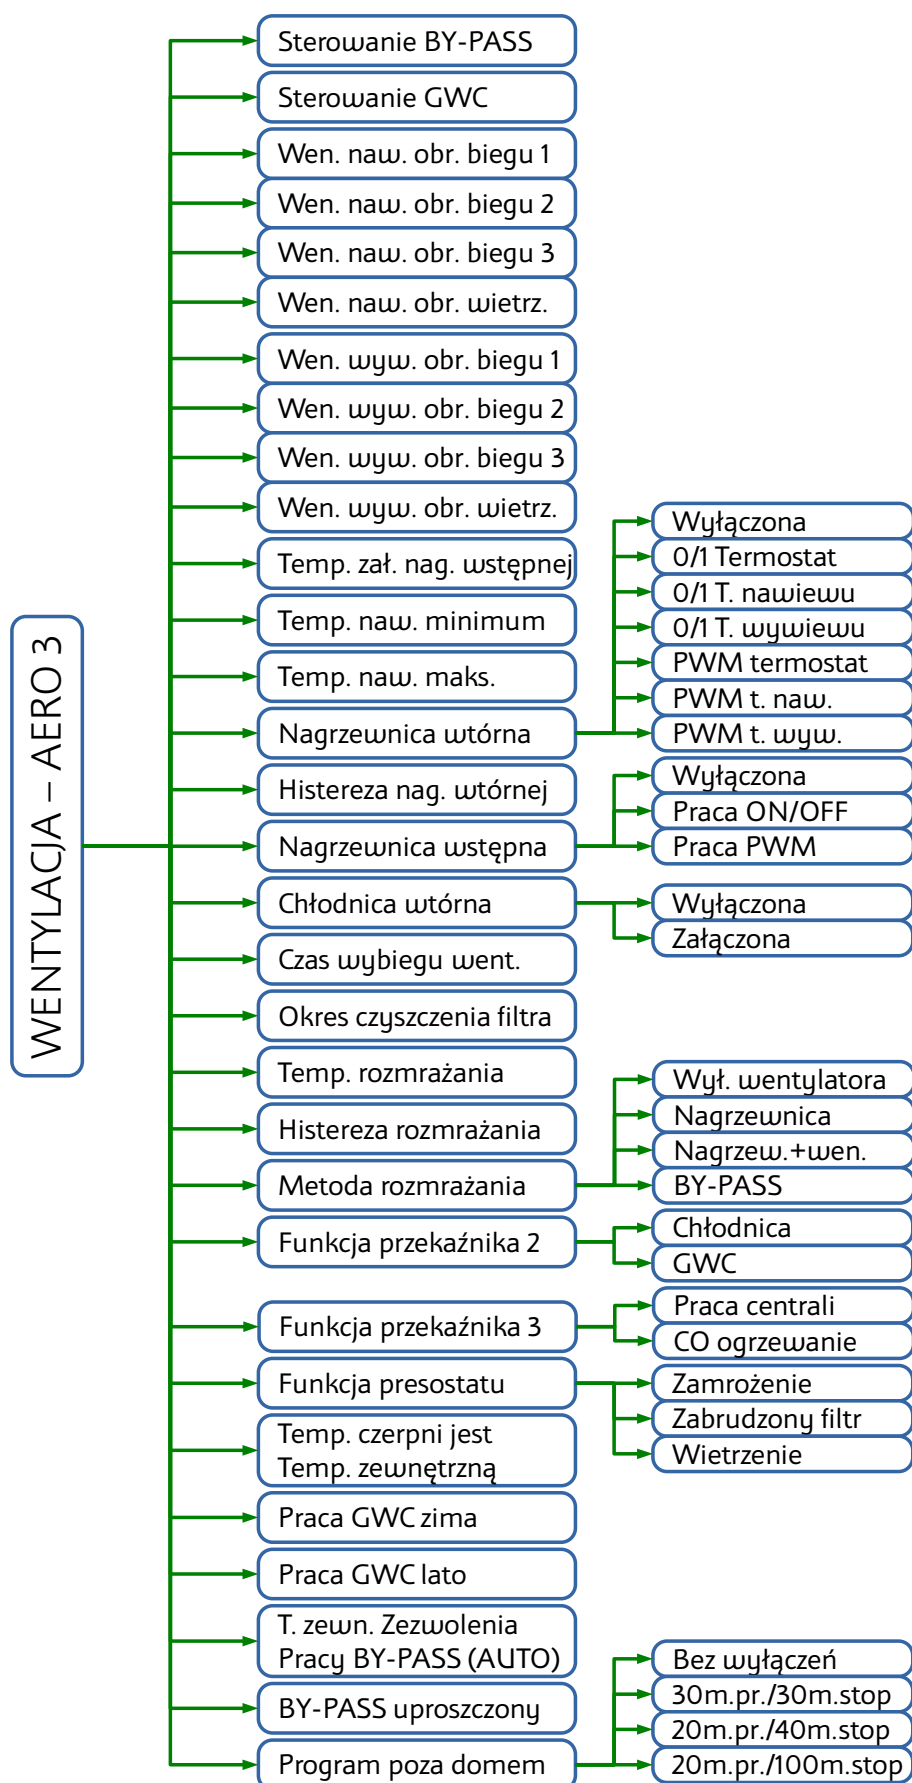 WENTYLACJA – AERO 3
Sterowanie BY-PASS
Sterowanie GWC
Wen. naw. obr. biegu 1
Wen. naw. obr. biegu 2
Wen. naw. obr. biegu 3
Wen. naw. obr. wietrz.
Wen. wyw. obr. biegu 1
Wen. wyw. obr. biegu 2
Wen. wyw. obr. biegu 3
Wen. wyw. obr. wietrz.
Temp. zał. nag. wstępnej
Temp. naw. minimum
Temp. naw. maks.
Nagrzewnica wtórna
Wyłączona
0/1 Termostat
0/1 T. nawiewu
0/1 T. wywiewu
PWM termostat
PWM t. naw.
PWM t. wyw.
Histereza nag. wtórnej
Nagrzewnica wstępna
Wyłączona
Praca ON/OFF
Praca PWM
Chłodnica wtórna
Wyłączona
Załączona
Czas wybiegu went.
Okres czyszczenia filtra
Temp. rozmrażania
Histereza rozmrażania
Metoda rozmrażania
Wył. wentylatora
Nagrzewnica
Nagrzew.+wen.
BY-PASS
Funkcja przekaźnika 2
Chłodnica
GWC
Funkcja przekaźnika 3
Praca centrali
CO ogrzewanie
Funkcja presostatu
Zamrożenie
Zabrudzony filtr
Wietrzenie
Temp. czerpni jest
Temp. zewnętrzną
Praca GWC zima
Praca GWC lato
T. zewn. Zezwolenia
Pracy BY-PASS (AUTO)
BY-PASS uproszczony
Program poza domem
Bez wyłączeń
30m.pr./30m.stop
20m.pr./40m.stop
20m.pr./100m.stop